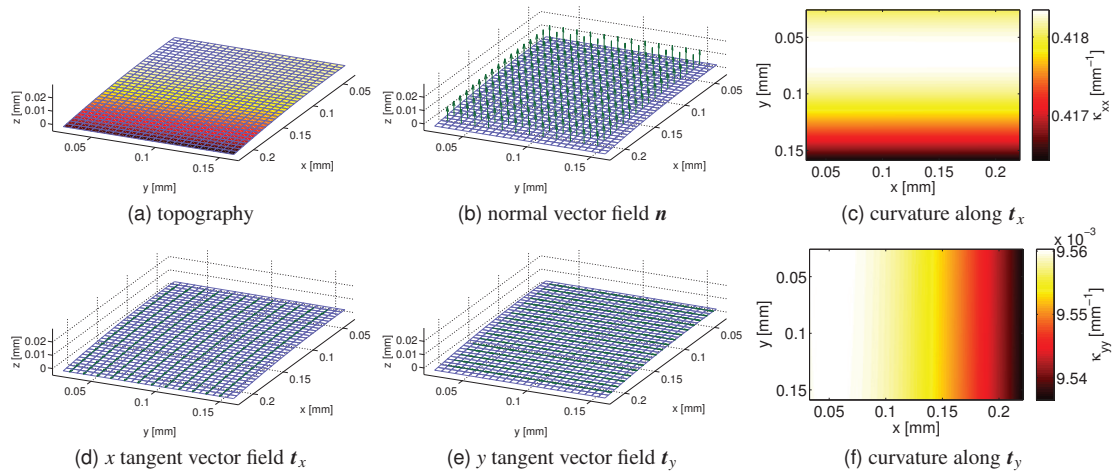 0.02
0.01
0
z [mm]
0.05
0.1
0.15
y [mm]
0.2
0.15
0.1
0.05
x [mm]
(a) topography
0.02
0.01
0
z [mm]
0.05
0.1
0.15
y [mm]
0.2
0.15
0.1
0.05
x [mm]
(b) normal vector field n
0.05
0.1
0.15
y [mm]
0.05 0.1 0.15 0.2
x [mm]
0.418
0.417
κxx [mm⁻¹]
(c) curvature along tx
0.02
0.01
0
z [mm]
0.05
0.1
0.15
y [mm]
0.2
0.15
0.1
0.05
x [mm]
(d) x tangent vector field tx
0.02
0.01
0
z [mm]
0.05
0.1
0.15
y [mm]
0.2
0.15
0.1
0.05
x [mm]
(e) y tangent vector field ty
0.05
0.1
0.15
y [mm]
0.05 0.1 0.15 0.2
x [mm]
x 10⁻³
9.56
9.55
9.54
κyy [mm⁻¹]
(f) curvature along ty